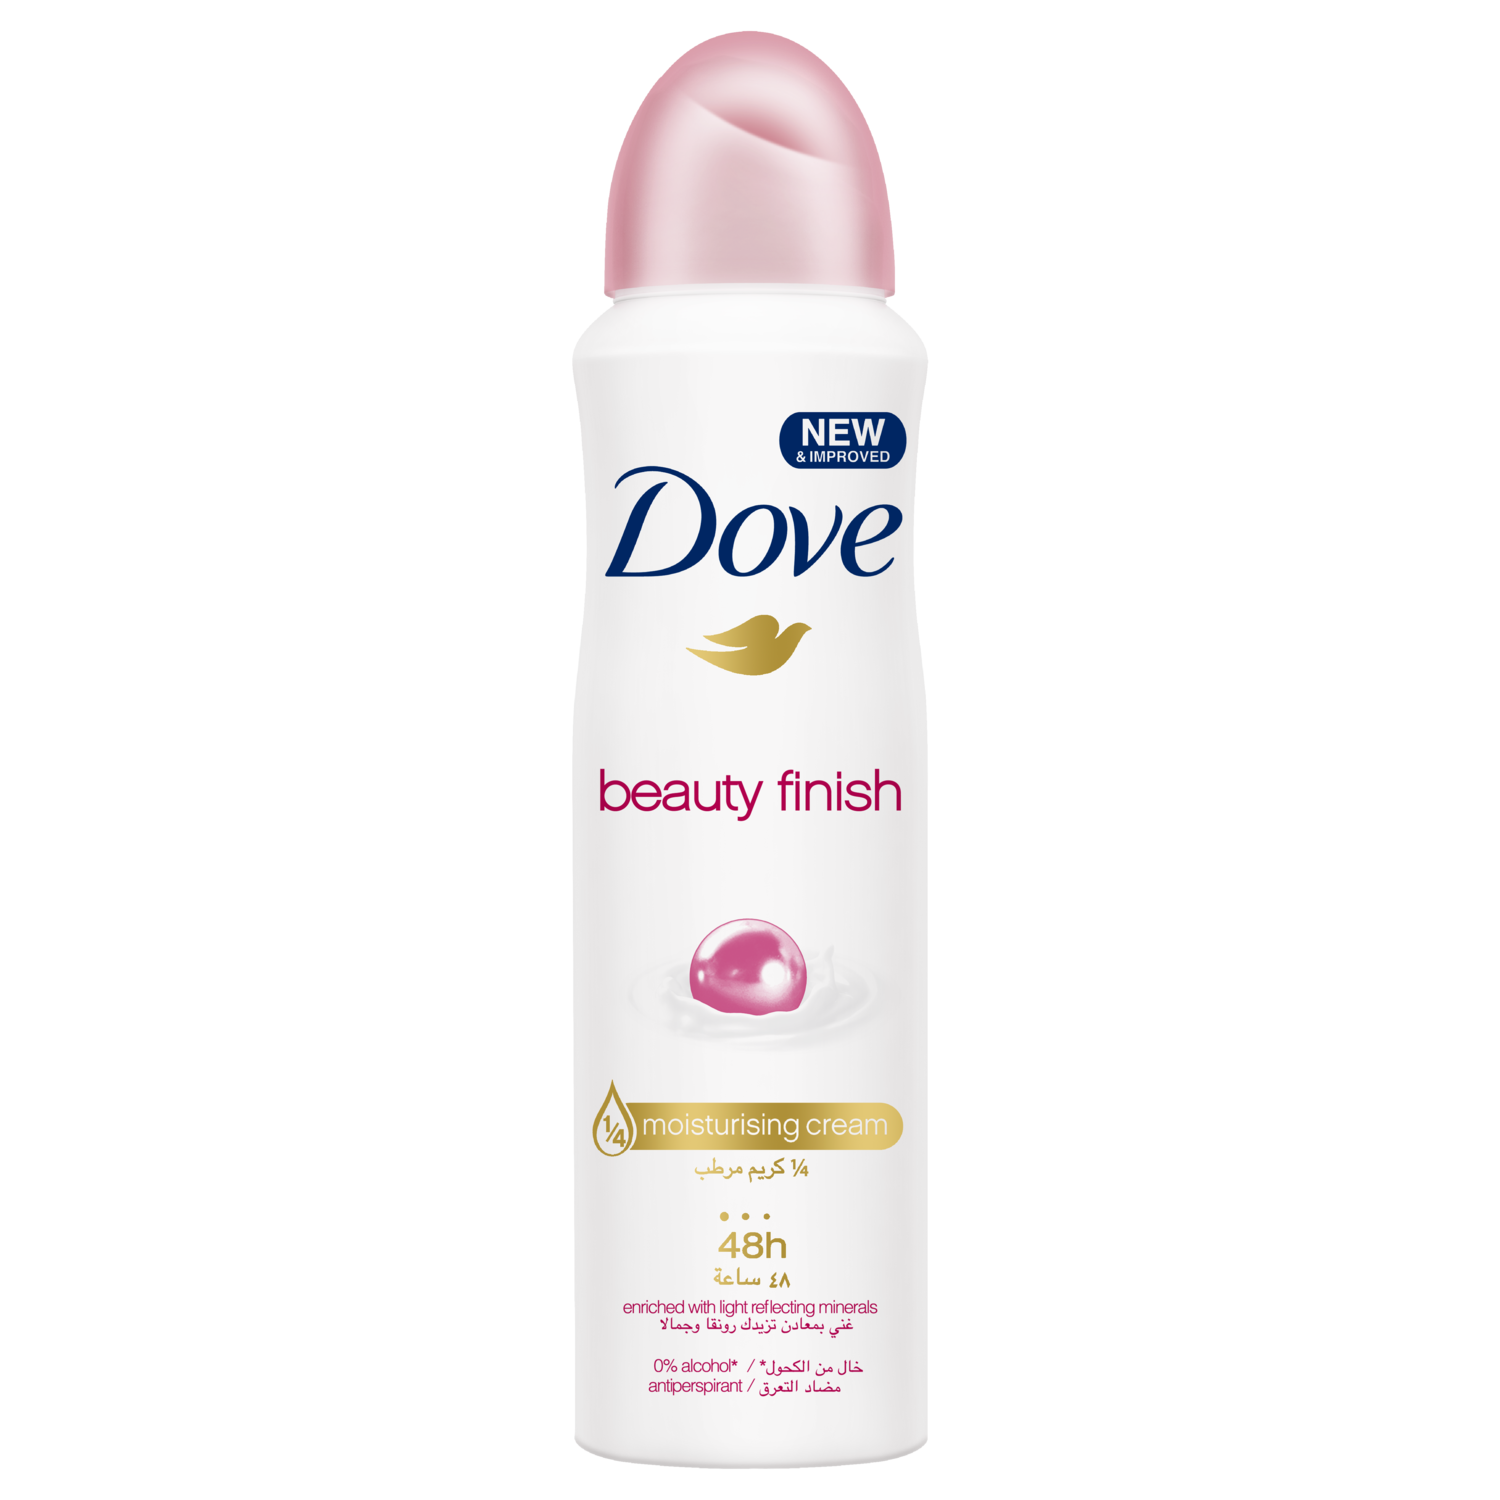 NEW
& IMPROVED
Dove
beauty finish
1/4 moisturising cream
1/4 كريم مرطب
48h
٤٨ ساعة
enriched with light reflecting minerals
غني بمعادن تزيدك رونقا وجمالا
0% alcohol* / خال من الكحول*
antiperspirant / مضاد التعرق